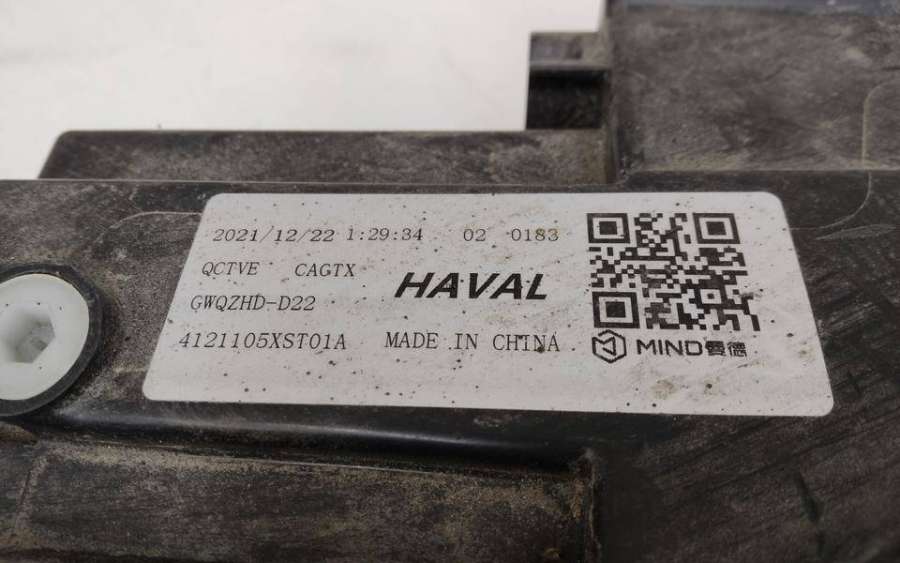 2021/12/22 1:29:34 02 0183
QCTVE CAGTX
HAVAL
GWQZHD-D22
4121105XST01A MADE IN CHINA
MIND曼德